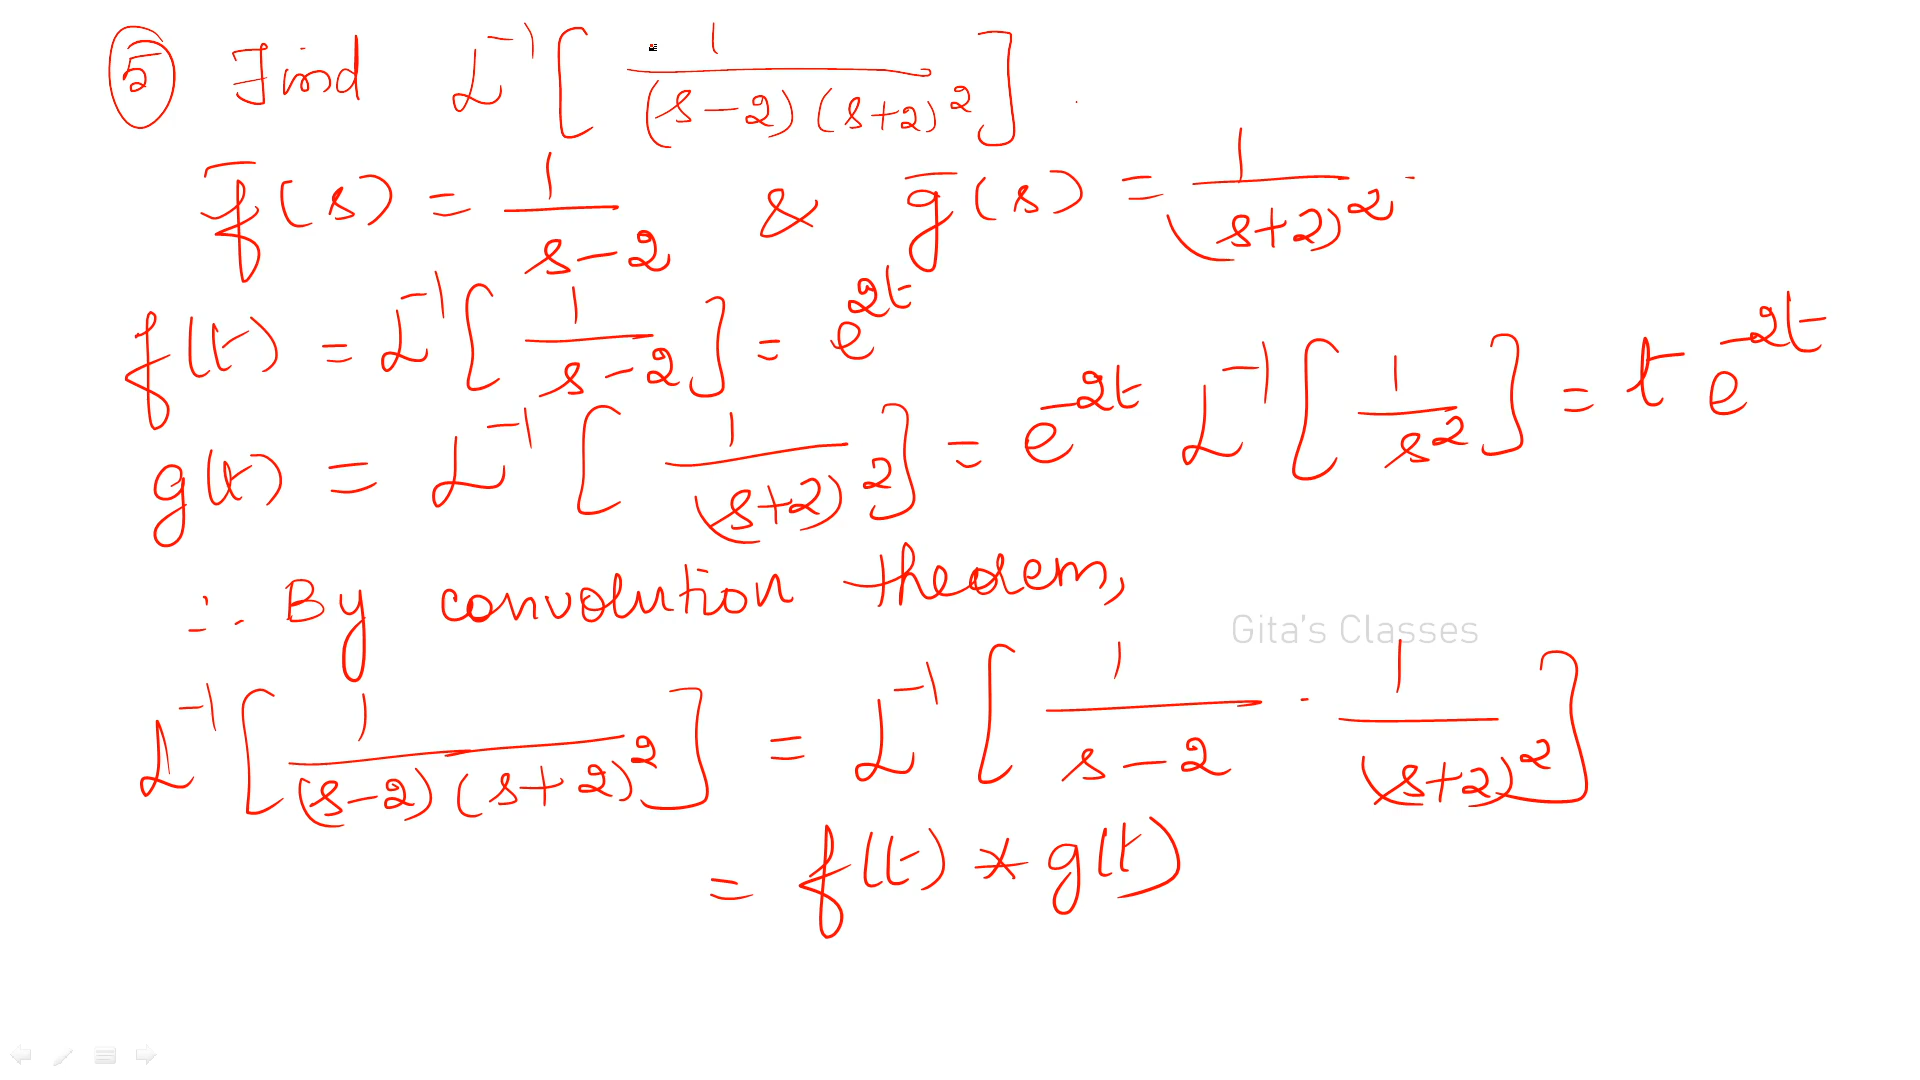 5 Find L⁻¹[1/((s-2)(s+2)²)]
f̄(s) = 1/(s-2) & ḡ(s) = 1/(s+2)²
f(t) = L⁻¹[1/(s-2)] = e^{2t}
g(t) = L⁻¹[1/(s+2)²] = e^{-2t} L⁻¹[1/s²] = t e^{-2t}
∴ By convolution theorem,
Gita's Classes
L⁻¹[1/((s-2)(s+2)²)] = L⁻¹[1/(s-2) · 1/(s+2)²]
= f(t) * g(t)